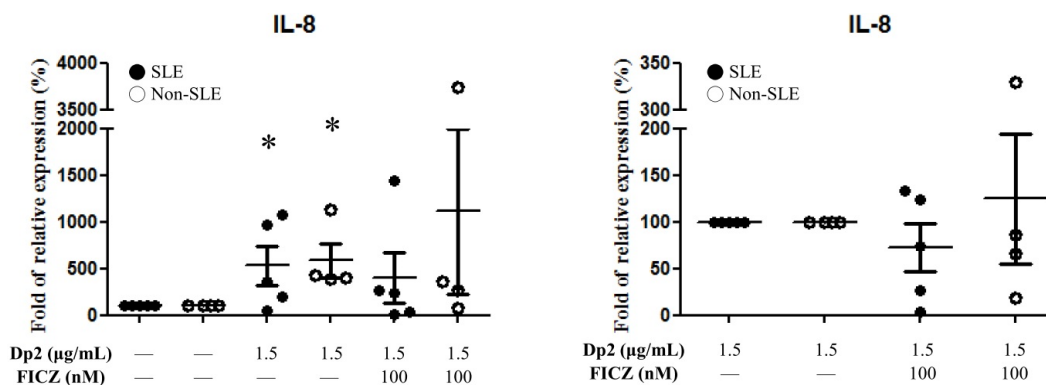 IL-8
Fold of relative expression (%)
4000
3500
2000
1500
1000
500
0
SLE
Non-SLE
*
*
Dp2 (μg/mL) — — 1.5 1.5 1.5 1.5
FICZ (nM) — — — — 100 100
IL-8
Fold of relative expression (%)
350
300
200
150
100
50
0
SLE
Non-SLE
Dp2 (μg/mL) 1.5 1.5 1.5 1.5
FICZ (nM) — — 100 100